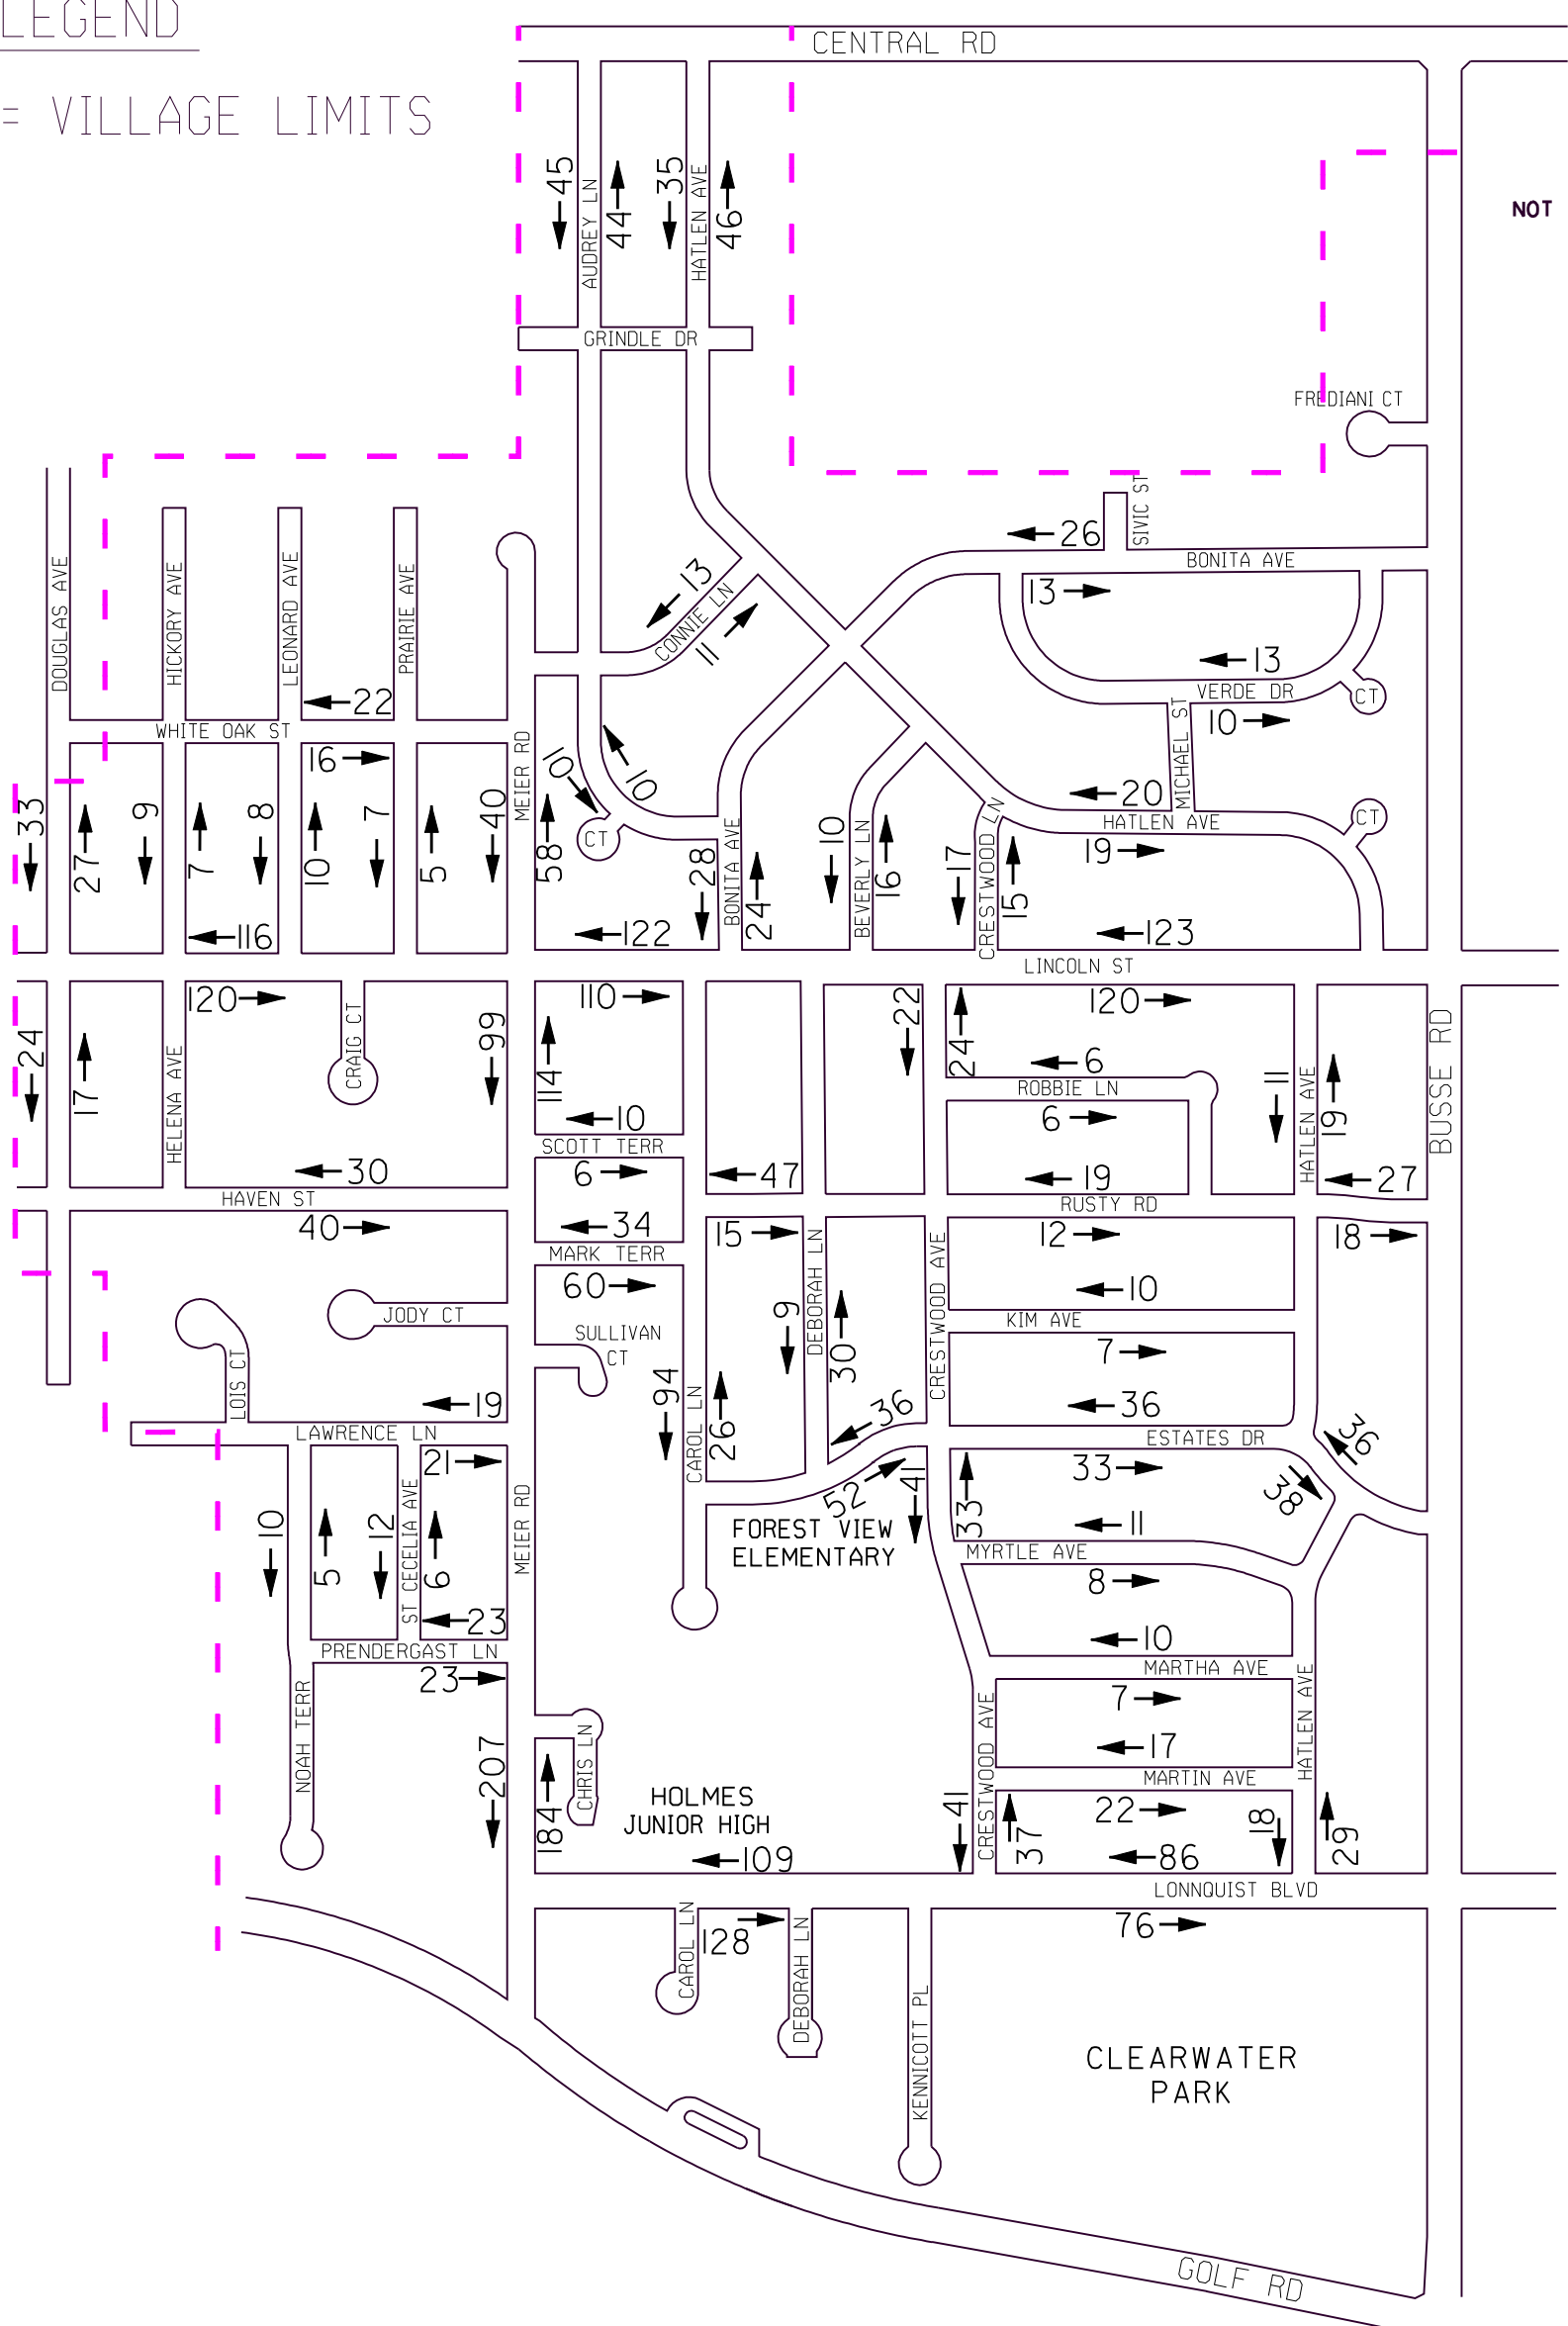 LEGEND
= VILLAGE LIMITS
CENTRAL RD
NOT
45
AUDREY LN
44
35
HATLEN AVE
46
GRINDLE DR
FREDIANI CT
SIVIC ST
26
BONITA AVE
13
13
CONNIE LN
11
13
VERDE DR
10
CT
MICHAEL ST
DOUGLAS AVE
HICKORY AVE
LEONARD AVE
PRAIRIE AVE
22
WHITE OAK ST
16
MEIER RD
10
10
CT
20
HATLEN AVE
19
CT
33
27
9
7
8
10
7
5
40
58
28
BONITA AVE
24
10
BEVERLY LN
16
17
CRESTWOOD LN
15
116
122
123
LINCOLN ST
120
110
120
24
17
HELENA AVE
CRAIG CT
99
114
22
24
6
ROBBIE LN
6
11
HATLEN AVE
19
BUSSE RD
10
SCOTT TERR
6
30
HAVEN ST
40
47
19
RUSTY RD
27
34
MARK TERR
60
15
12
18
9
DEBORAH LN
30
CRESTWOOD AVE
10
KIM AVE
7
JODY CT
SULLIVAN
CT
LOIS CT
19
LAWRENCE LN
21
94
CAROL LN
26
36
52
36
ESTATES DR
33
36
38
41
33
11
MYRTLE AVE
8
FOREST VIEW
ELEMENTARY
10
5
12
ST CECELIA AVE
6
MEIER RD
23
PRENDERGAST LN
23
10
MARTHA AVE
7
17
MARTIN AVE
22
86
NOAH TERR
207
184
CHRIS LN
HOLMES
JUNIOR HIGH
109
41
CRESTWOOD AVE
37
18
HATLEN AVE
29
LONNQUIST BLVD
76
CAROL LN
128
DEBORAH LN
KENNICOTT PL
CLEARWATER
PARK
GOLF RD